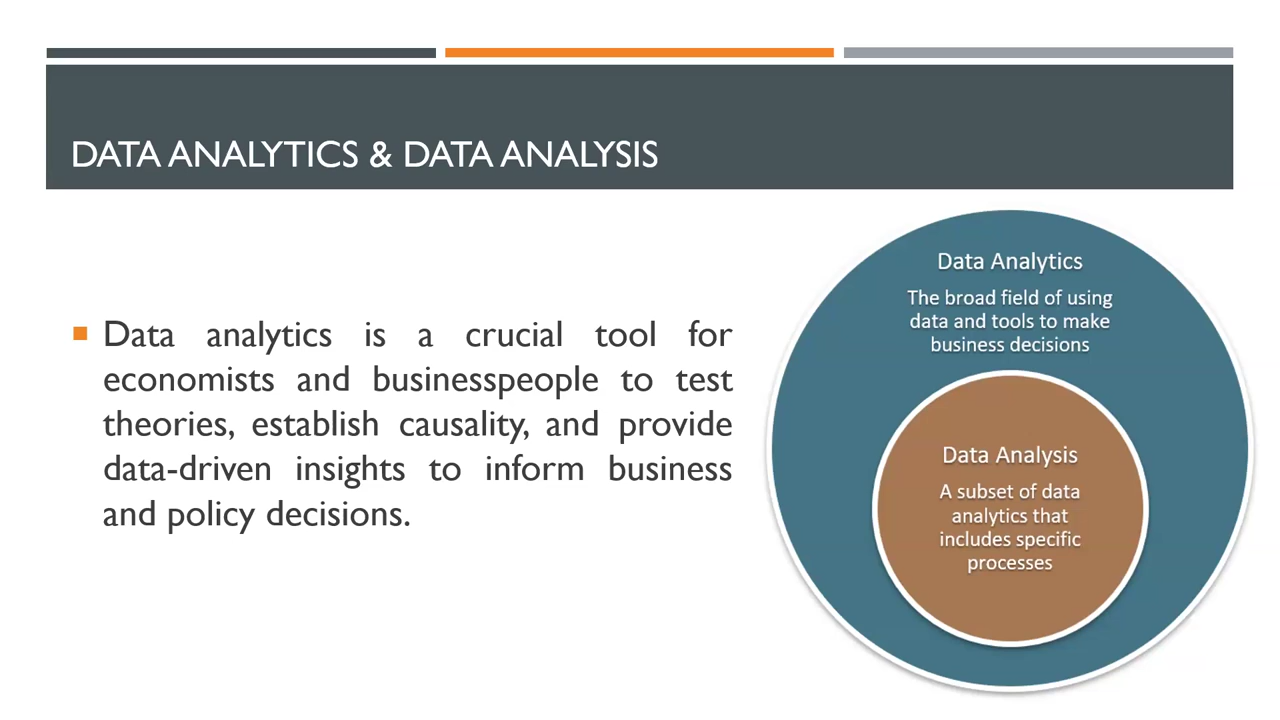 DATA ANALYTICS & DATA ANALYSIS
Data analytics is a crucial tool for
economists and businesspeople to test
theories, establish causality, and provide
data-driven insights to inform business
and policy decisions.
Data Analytics
The broad field of using
data and tools to make
business decisions
Data Analysis
A subset of data
analytics that
includes specific
processes